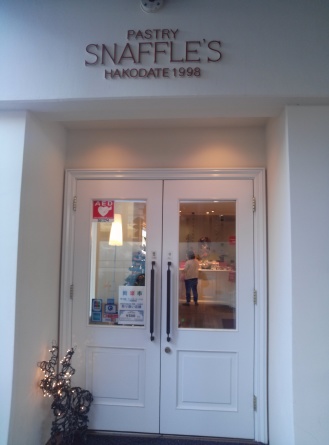 PASTRY
SNAFFLE'S
HAKODATE 1998
AED